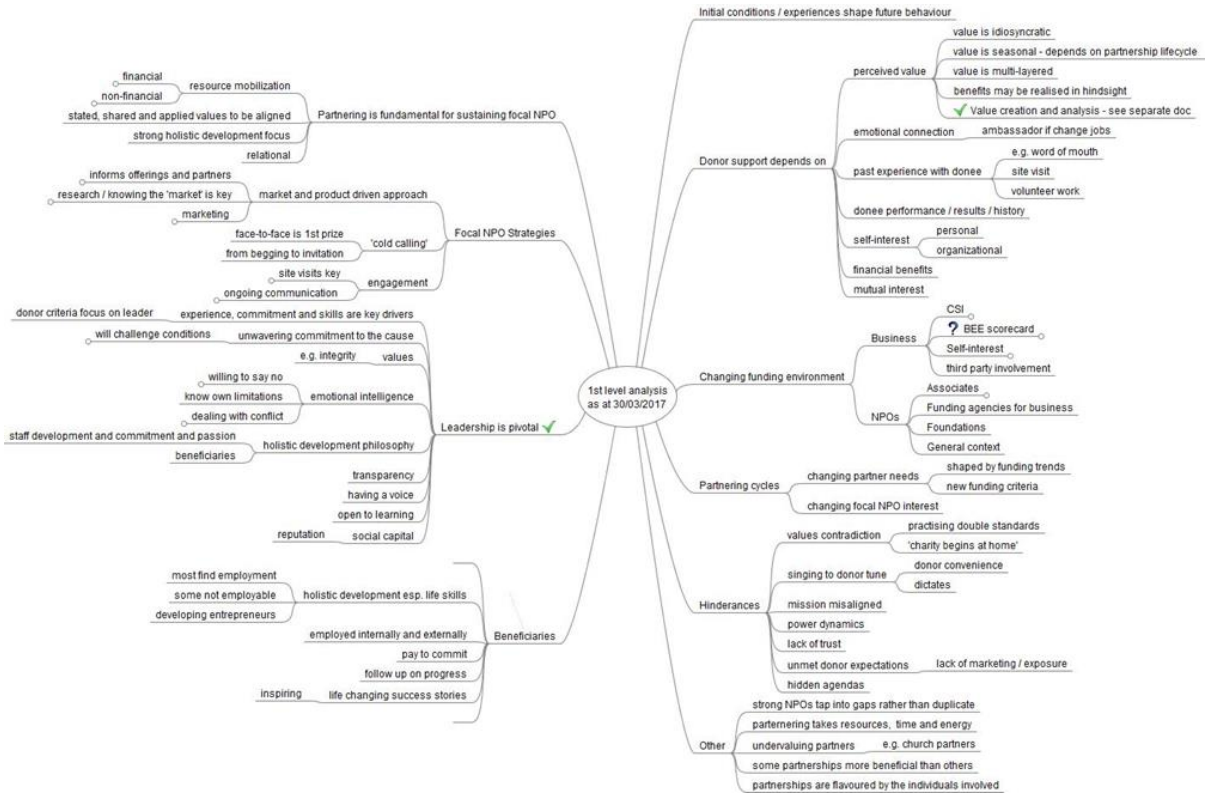 1st level analysis
as at 30/03/2017
Initial conditions / experiences shape future behaviour
Donor support depends on
perceived value
value is idiosyncratic
value is seasonal - depends on partnership lifecycle
value is multi-layered
benefits may be realised in hindsight
Value creation and analysis - see separate doc
emotional connection
ambassador if change jobs
past experience with donee
e.g. word of mouth
site visit
volunteer work
donee performance / results / history
self-interest
personal
organizational
financial benefits
mutual interest
Changing funding environment
Business
CSI
? BEE scorecard
Self-interest
third party involvement
NPOs
Associates
Funding agencies for business
Foundations
General context
Partnering cycles
changing partner needs
shaped by funding trends
new funding criteria
changing focal NPO interest
Hinderances
values contradiction
practising double standards
'charity begins at home'
singing to donor tune
donor convenience
dictates
mission misaligned
power dynamics
lack of trust
unmet donor expectations
lack of marketing / exposure
hidden agendas
Other
strong NPOs tap into gaps rather than duplicate
parternering takes resources, time and energy
undervaluing partners
e.g. church partners
some partnerships more beneficial than others
partnerships are flavoured by the individuals involved
Partnering is fundamental for sustaining focal NPO
resource mobilization
financial
non-financial
stated, shared and applied values to be aligned
strong holistic development focus
relational
Focal NPO Strategies
market and product driven approach
informs offerings and partners
research / knowing the 'market' is key
marketing
'cold calling'
face-to-face is 1st prize
from begging to invitation
engagement
site visits key
ongoing communication
Leadership is pivotal
experience, commitment and skills are key drivers
donor criteria focus on leader
unwavering commitment to the cause
will challenge conditions
values
e.g. integrity
emotional intelligence
willing to say no
know own limitations
dealing with conflict
holistic development philosophy
staff development and commitment and passion
beneficiaries
transparency
having a voice
open to learning
social capital
reputation
Beneficiaries
holistic development esp. life skills
most find employment
some not employable
developing entrepreneurs
employed internally and externally
pay to commit
follow up on progress
life changing success stories
inspiring